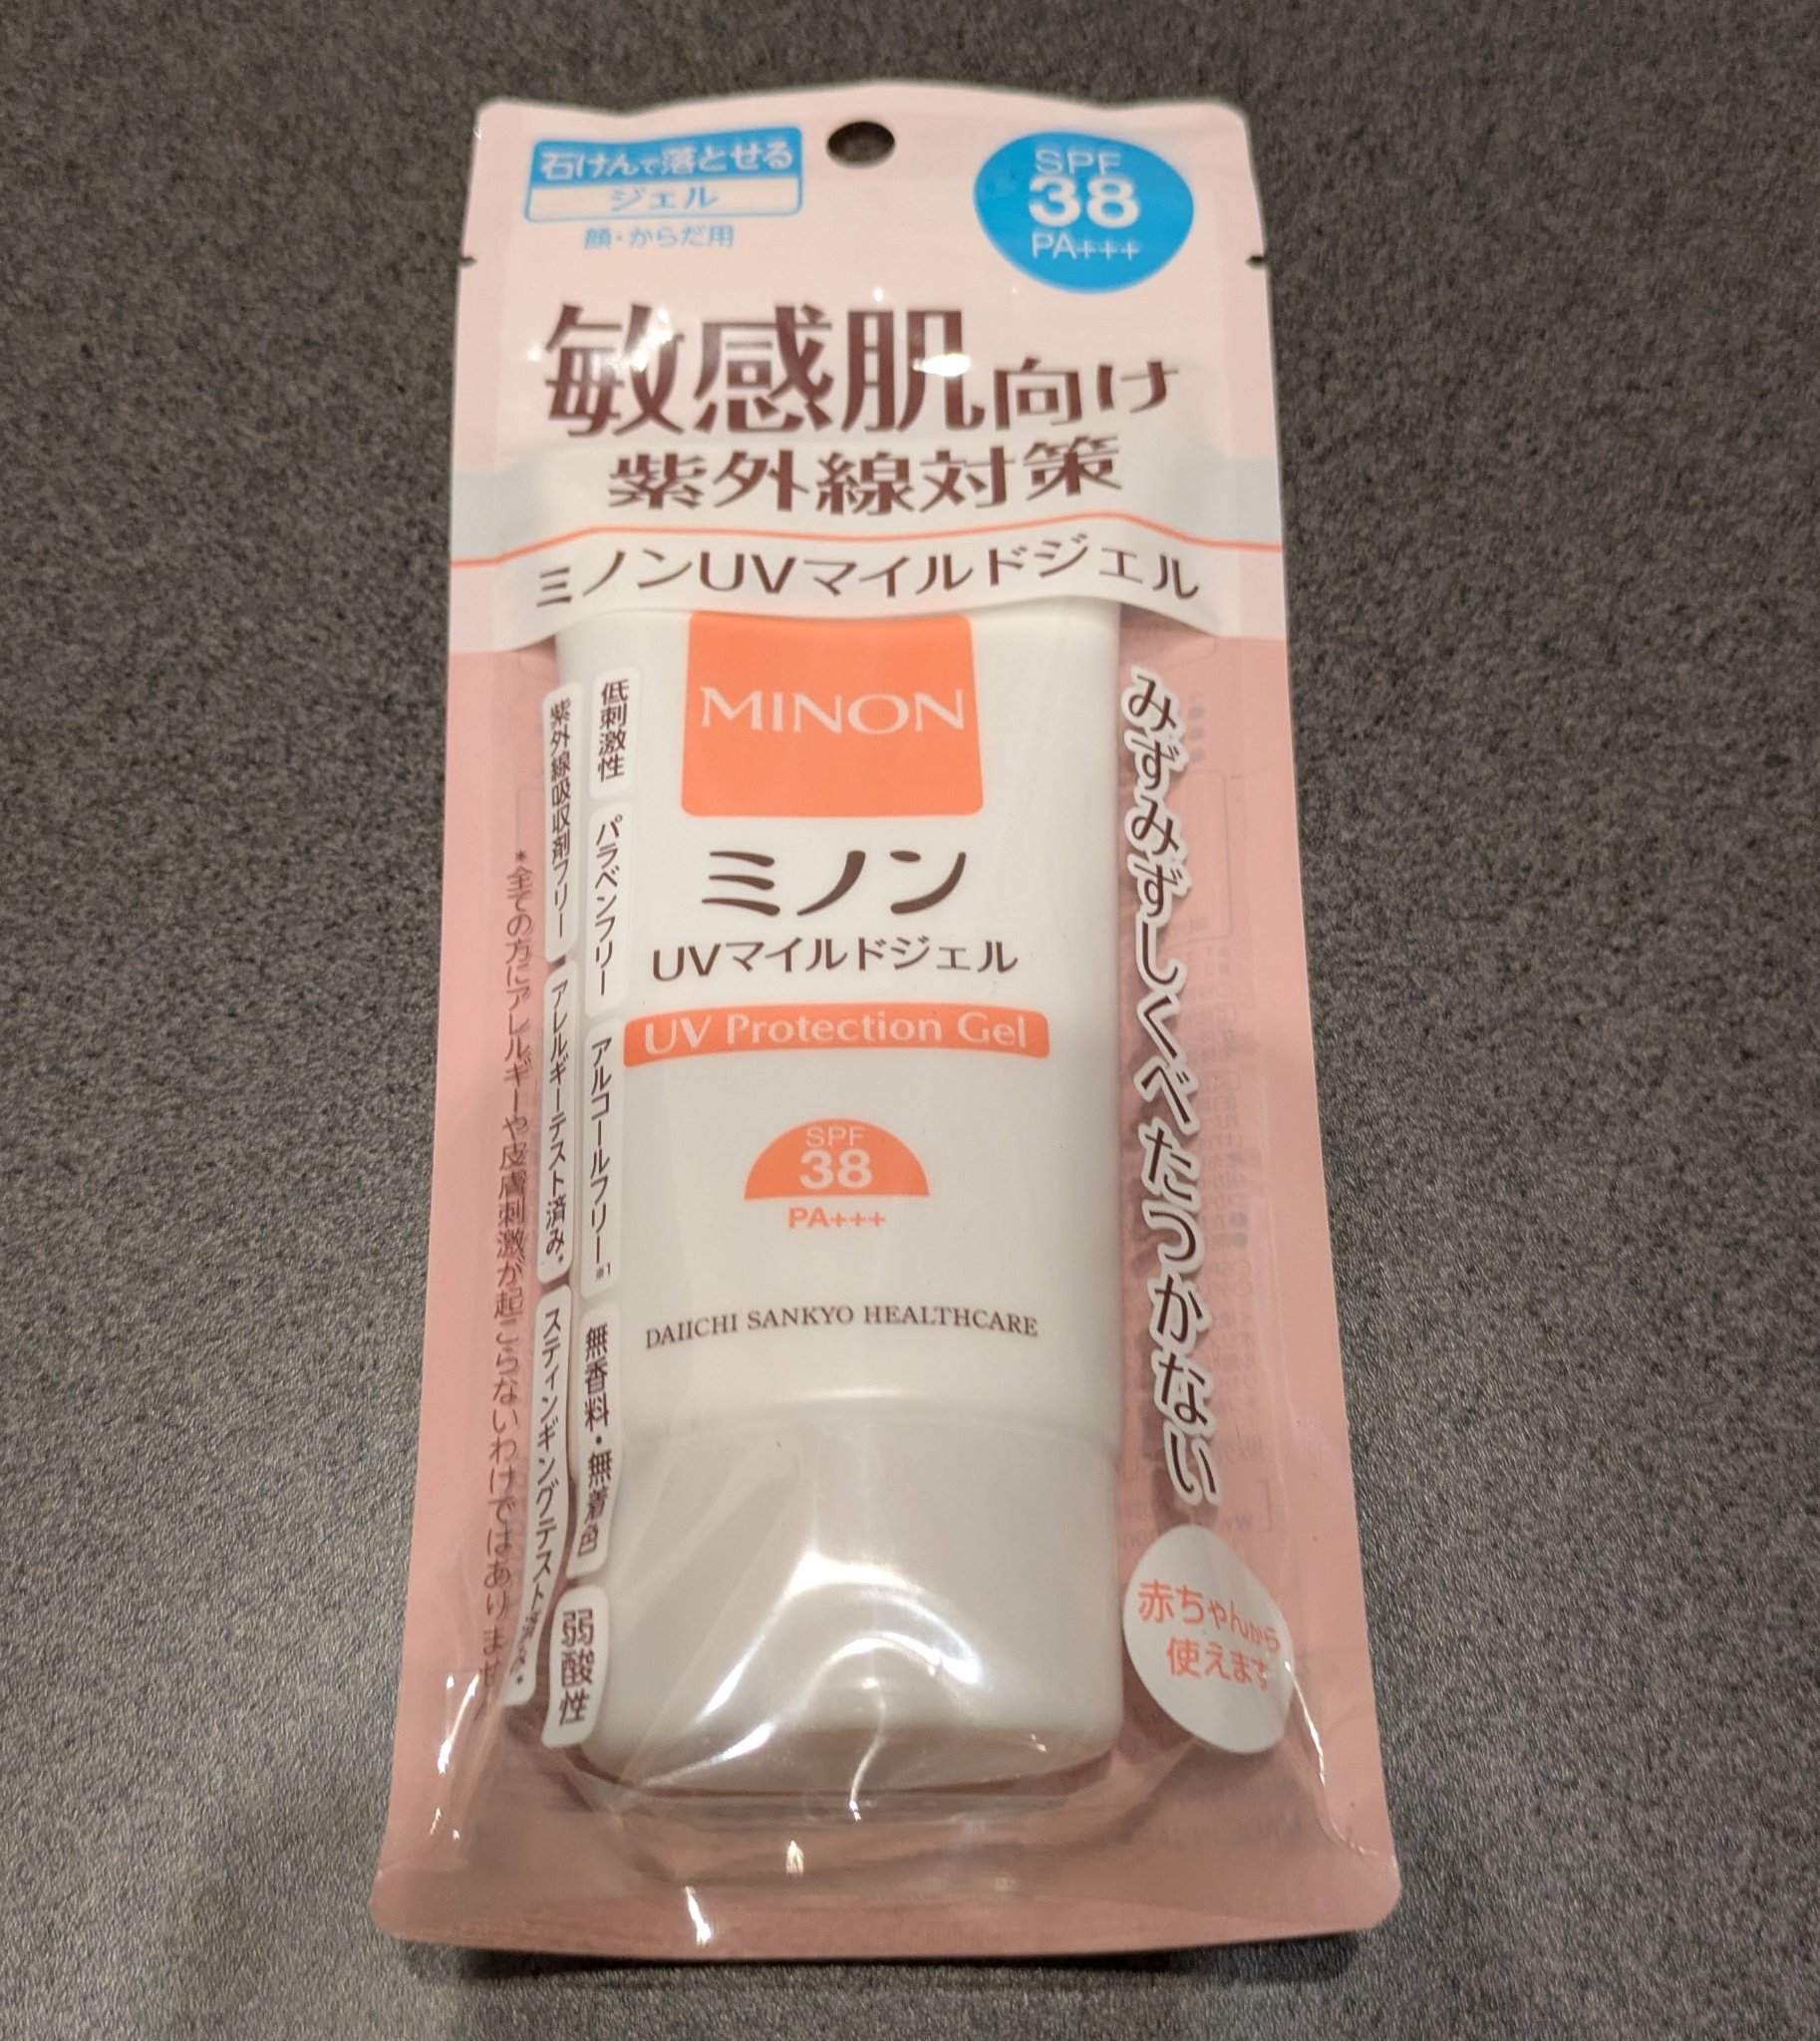 石けんで落とせる
ジェル
顔・からだ用
SPF
38
PA+++
敏感肌向け
紫外線対策
ミノンUVマイルドジェル
MINON
ミノン
UVマイルドジェル
UV Protection Gel
SPF
38
PA+++
DAIICHI SANKYO HEALTHCARE
みずみずしくべたつかない
赤ちゃんから
使えます
低刺激性
パラベンフリー
アルコールフリー※1
無香料・無着色
弱酸性
紫外線吸収剤フリー
アレルギーテスト済み*
スティンギングテスト済み*
*全ての方にアレルギーや皮膚刺激が起こらないわけではありません